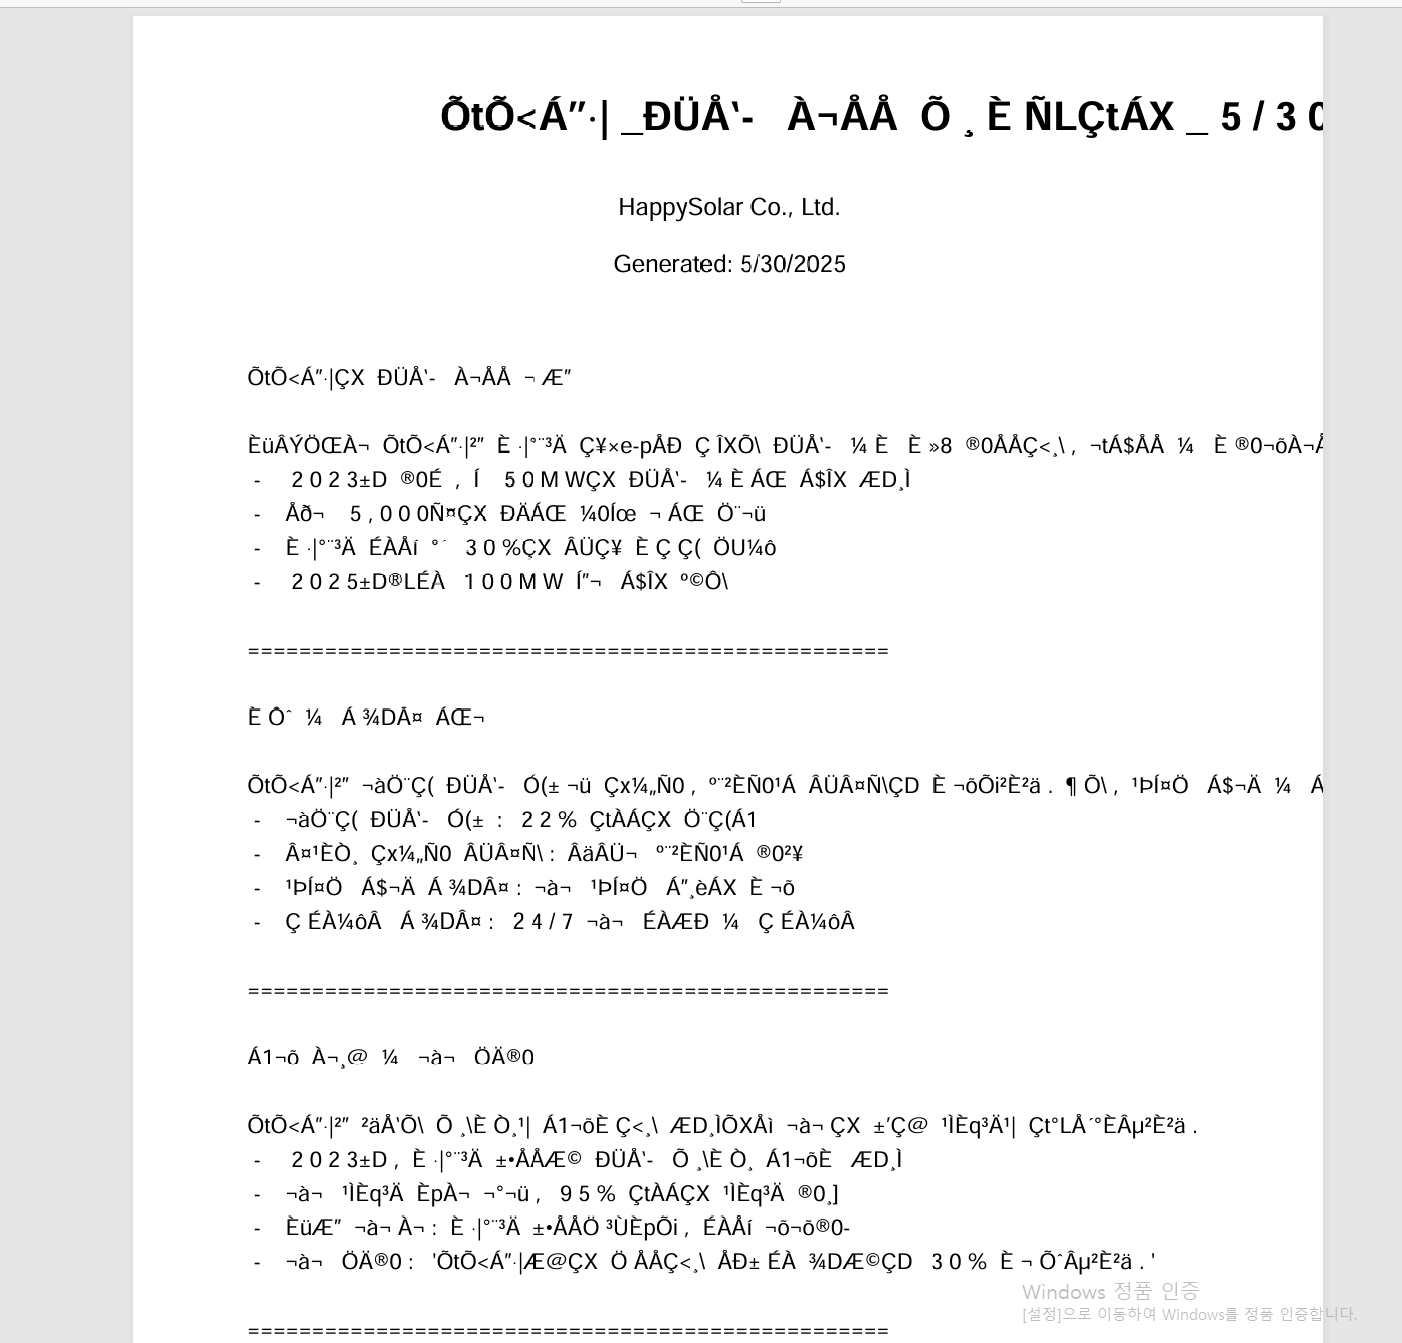 ÕtÕ<Á″·| _ÐÜÅ‵- À¬ÅÅ Õ ¸ È ÑLÇtÁX _ 5 / 3 0
HappySolar Co., Ltd.
Generated: 5/30/2025
ÕtÕ<Á″·|ÇX ÐÜÅ‵- À¬ÅÅ ¬ Æ″
ÈüÂÝÖŒÀ¬ ÕtÕ<Á″·|²″ È ·|°¨³Ä Ç¥×e-pÅÐ Ç ÎXÕ\ ÐÜÅ‵- ¼ È È »8 ®0ÅÅÇ<¸\ , ¬tÁ$ÅÅ ¼ È ®0¬õÀ¬Å
- 2 0 2 3±D ®0É , Í 5 0 M WÇX ÐÜÅ‵- ¼ È ÁŒ Á$ÎX ÆD¸Ì
- Åð¬ 5 , 0 0 0Ñ¤ÇX ÐÄÁŒ ¼0Íœ ¬ ÁŒ Ö¨¬ü
- È ·|°¨³Ä ÉÀÅí °´ 3 0 %ÇX ÂÜÇ¥ È Ç Ç( ÖU¼ô
- 2 0 2 5±D®LÉÀ 1 0 0 M W Í″¬ Á$ÎX º©Ô\
==================================================
È Ô^ ¼ Á ¾DÂ¤ ÁŒ¬
ÕtÕ<Á″·|²″ ¬àÖ¨Ç( ÐÜÅ‵- Ó(± ¬ü Çx¼„Ñ0 , º¨²ÈÑ0¹Á ÂÜÂ¤Ñ\ÇD È ¬õÕi²È²ä . ¶ Õ\ , ¹ÞÍ¤Ö Á$¬Ä ¼ Á
- ¬àÖ¨Ç( ÐÜÅ‵- Ó(± : 2 2 % ÇtÀÁÇX Ö¨Ç(Á1
- Â¤¹ÈÒ¸ Çx¼„Ñ0 ÂÜÂ¤Ñ\ : ÂäÂÜ¬ º¨²ÈÑ0¹Á ®0²¥
- ¹ÞÍ¤Ö Á$¬Ä Á ¾DÂ¤ : ¬à¬ ¹ÞÍ¤Ö Á″¸èÁX È ¬õ
- Ç ÉÀ¼ôÂ Á ¾DÂ¤ : 2 4 / 7 ¬à¬ ÉÀÆÐ ¼ Ç ÉÀ¼ôÂ
==================================================
Á1¬õ À¬¸@ ¼ ¬à¬ ÖÄ®0
ÕtÕ<Á″·|²″ ²äÅ‵Õ\ Õ ¸\È Ò¸¹| Á1¬õÈ Ç<¸\ ÆD¸ÌÕXÅì ¬à¬ ÇX ±′Ç@ ¹ÌÈq³Ä¹| Çt°LÅ´°ÈÂµ²È²ä .
- 2 0 2 3±D , È ·|°¨³Ä ±•ÅÅÆ© ÐÜÅ‵- Õ ¸\È Ò¸ Á1¬õÈ ÆD¸Ì
- ¬à¬ ¹ÌÈq³Ä ÈpÀ¬ ¬°¬ü , 9 5 % ÇtÀÁÇX ¹ÌÈq³Ä ®0¸]
- ÈüÆ″ ¬à¬ À¬ : È ·|°¨³Ä ±•ÅÅÖ ³ÙÈpÕi , ÉÀÅí ¬õ¬õ®0-
- ¬à¬ ÖÄ®0 : 'ÕtÕ<Á″·|Æ@ÇX Ö ÅÅÇ<¸\ ÅÐ± ÉÀ ¾DÆ©ÇD 3 0 % È ¬ Õ^Âµ²È²ä . '
Windows 정품 인증
[설정]으로 이동하여 Windows를 정품 인증합니다.
==================================================